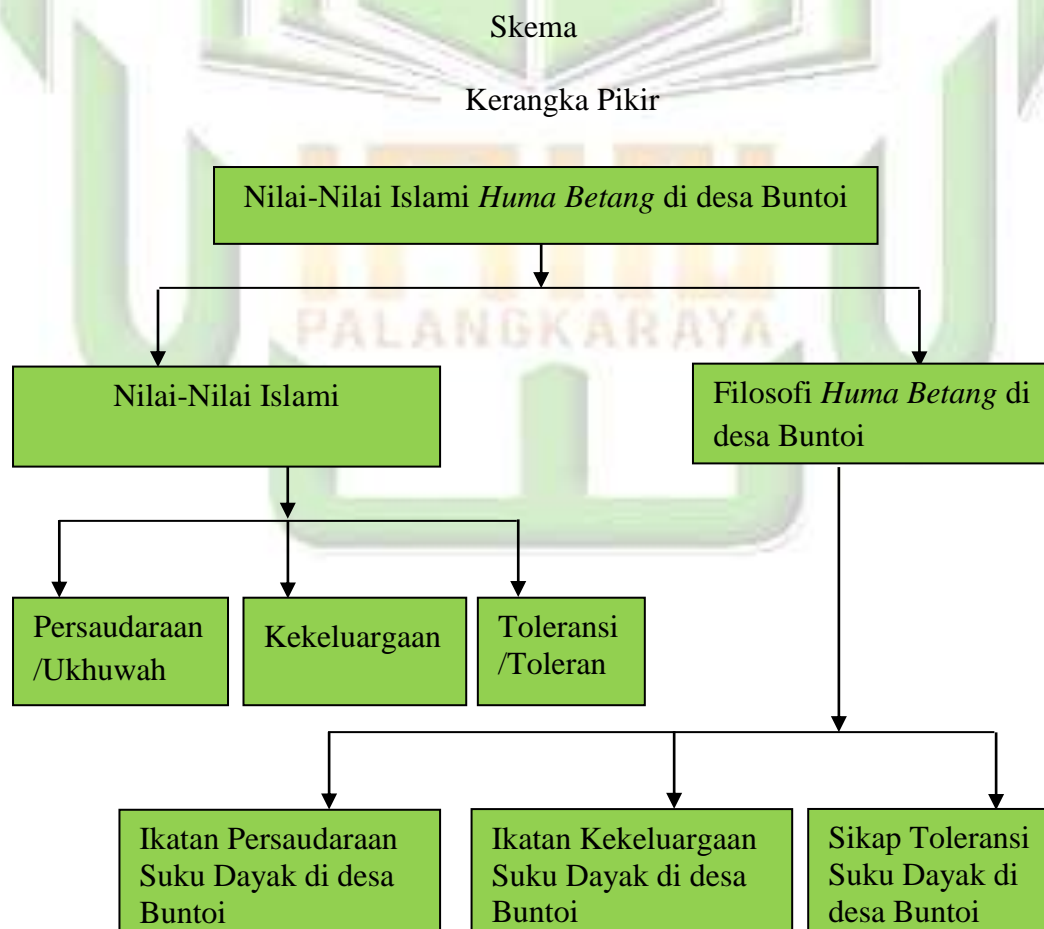 Skema
Kerangka Pikir
Nilai-Nilai Islami Huma Betang di desa Buntoi
PALANGKARAYA
Nilai-Nilai Islami
Filosofi Huma Betang di
desa Buntoi
Persaudaraan
/Ukhuwah
Kekeluargaan
Toleransi
/Toleran
Ikatan Persaudaraan
Suku Dayak di desa
Buntoi
Ikatan Kekeluargaan
Suku Dayak di desa
Buntoi
Sikap Toleransi
Suku Dayak di
desa Buntoi